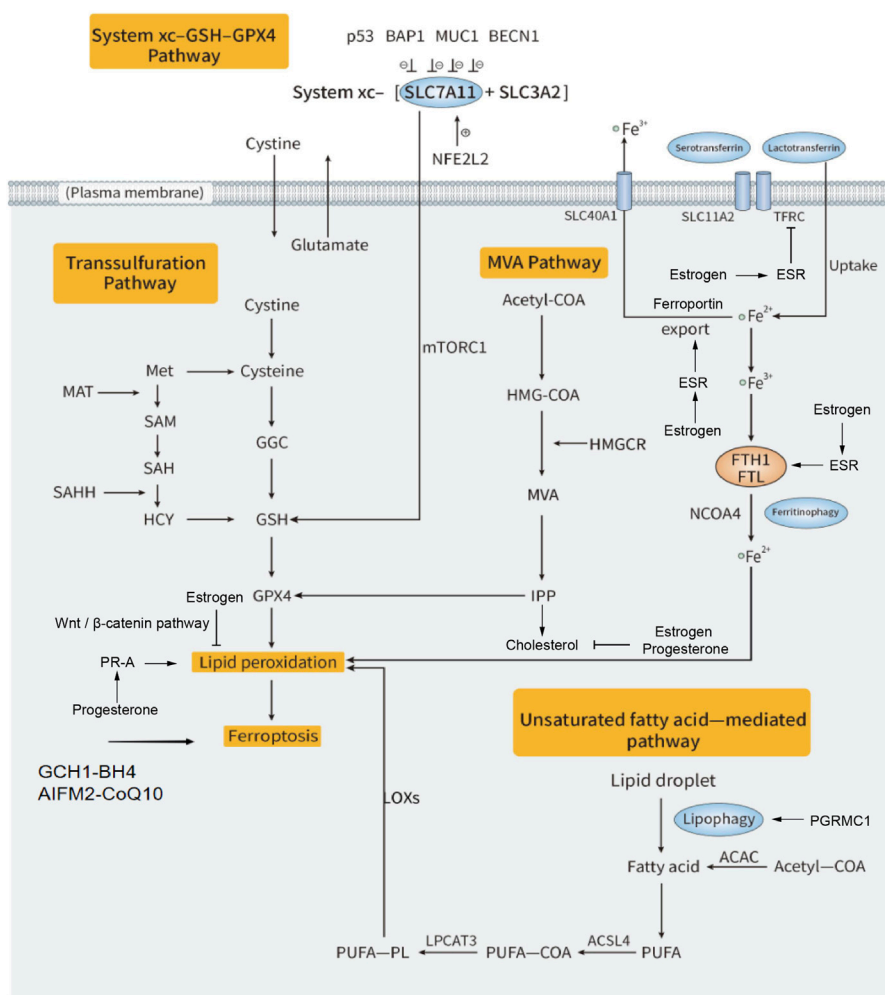 System xc–GSH–GPX4
Pathway
p53 BAP1 MUC1 BECN1
System xc– [ SLC7A11 + SLC3A2 ]
NFE2L2
Cystine
Fe3+
Serotransferrin
Lactotransferrin
(Plasma membrane)
SLC40A1
SLC11A2
TFRC
Glutamate
Transsulfuration
Pathway
MVA Pathway
Estrogen
ESR
Uptake
Cystine
Acetyl-COA
Ferroportin
export
Fe2+
mTORC1
Met
Cysteine
MAT
HMG-COA
ESR
Fe3+
SAM
Estrogen
Estrogen
GGC
HMGCR
SAH
FTH1
FTL
ESR
SAHH
MVA
HCY
GSH
NCOA4
Ferritinophagy
Fe2+
Estrogen
GPX4
IPP
Wnt / β-catenin pathway
Cholesterol
Estrogen
Progesterone
PR-A
Lipid peroxidation
Progesterone
Ferroptosis
Unsaturated fatty acid—mediated
pathway
GCH1-BH4
AIFM2-CoQ10
LOXs
Lipid droplet
Lipophagy
PGRMC1
Fatty acid
ACAC
Acetyl—COA
PUFA—PL
LPCAT3
PUFA—COA
ACSL4
PUFA